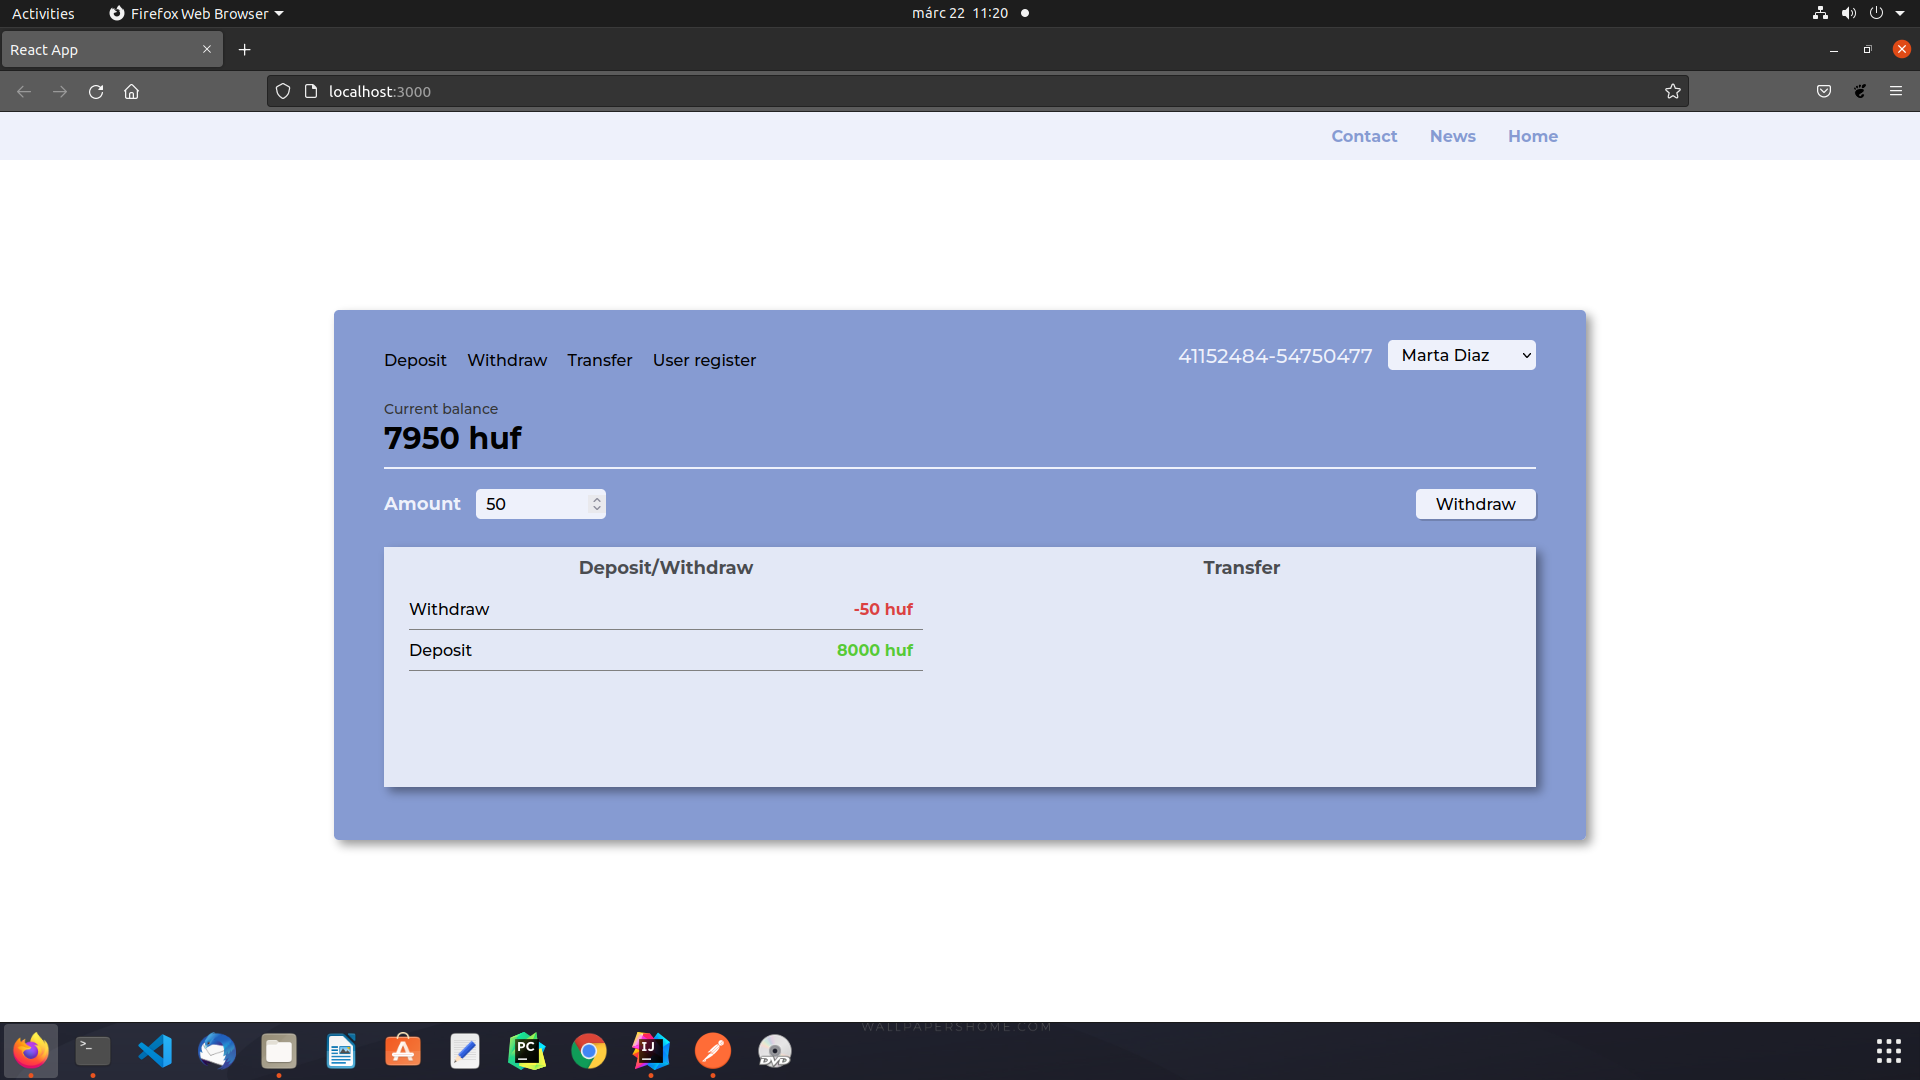 Activities
Firefox Web Browser
márc 22 11:20
React App
localhost:3000
Contact News Home
Deposit Withdraw Transfer User register
41152484-54750477 Marta Diaz
Current balance
7950 huf
Amount 50 Withdraw
Deposit/Withdraw Transfer
Withdraw -50 huf
Deposit 8000 huf
WALLPAPERSHOME.COM
>_
PC
IJ
DVD